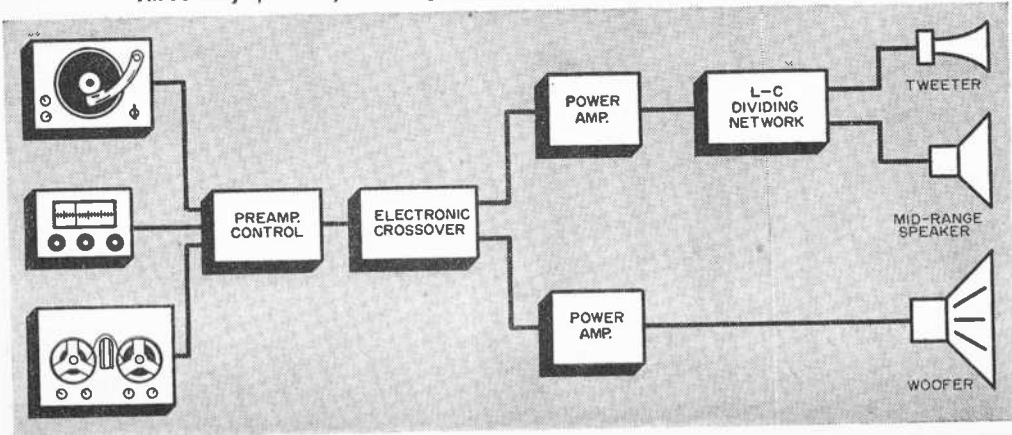 POWER
AMP.
L-C
DIVIDING
NETWORK
TWEETER
PREAMP.
CONTROL
ELECTRONIC
CROSSOVER
MID-RANGE
SPEAKER
POWER
AMP.
WOOFER